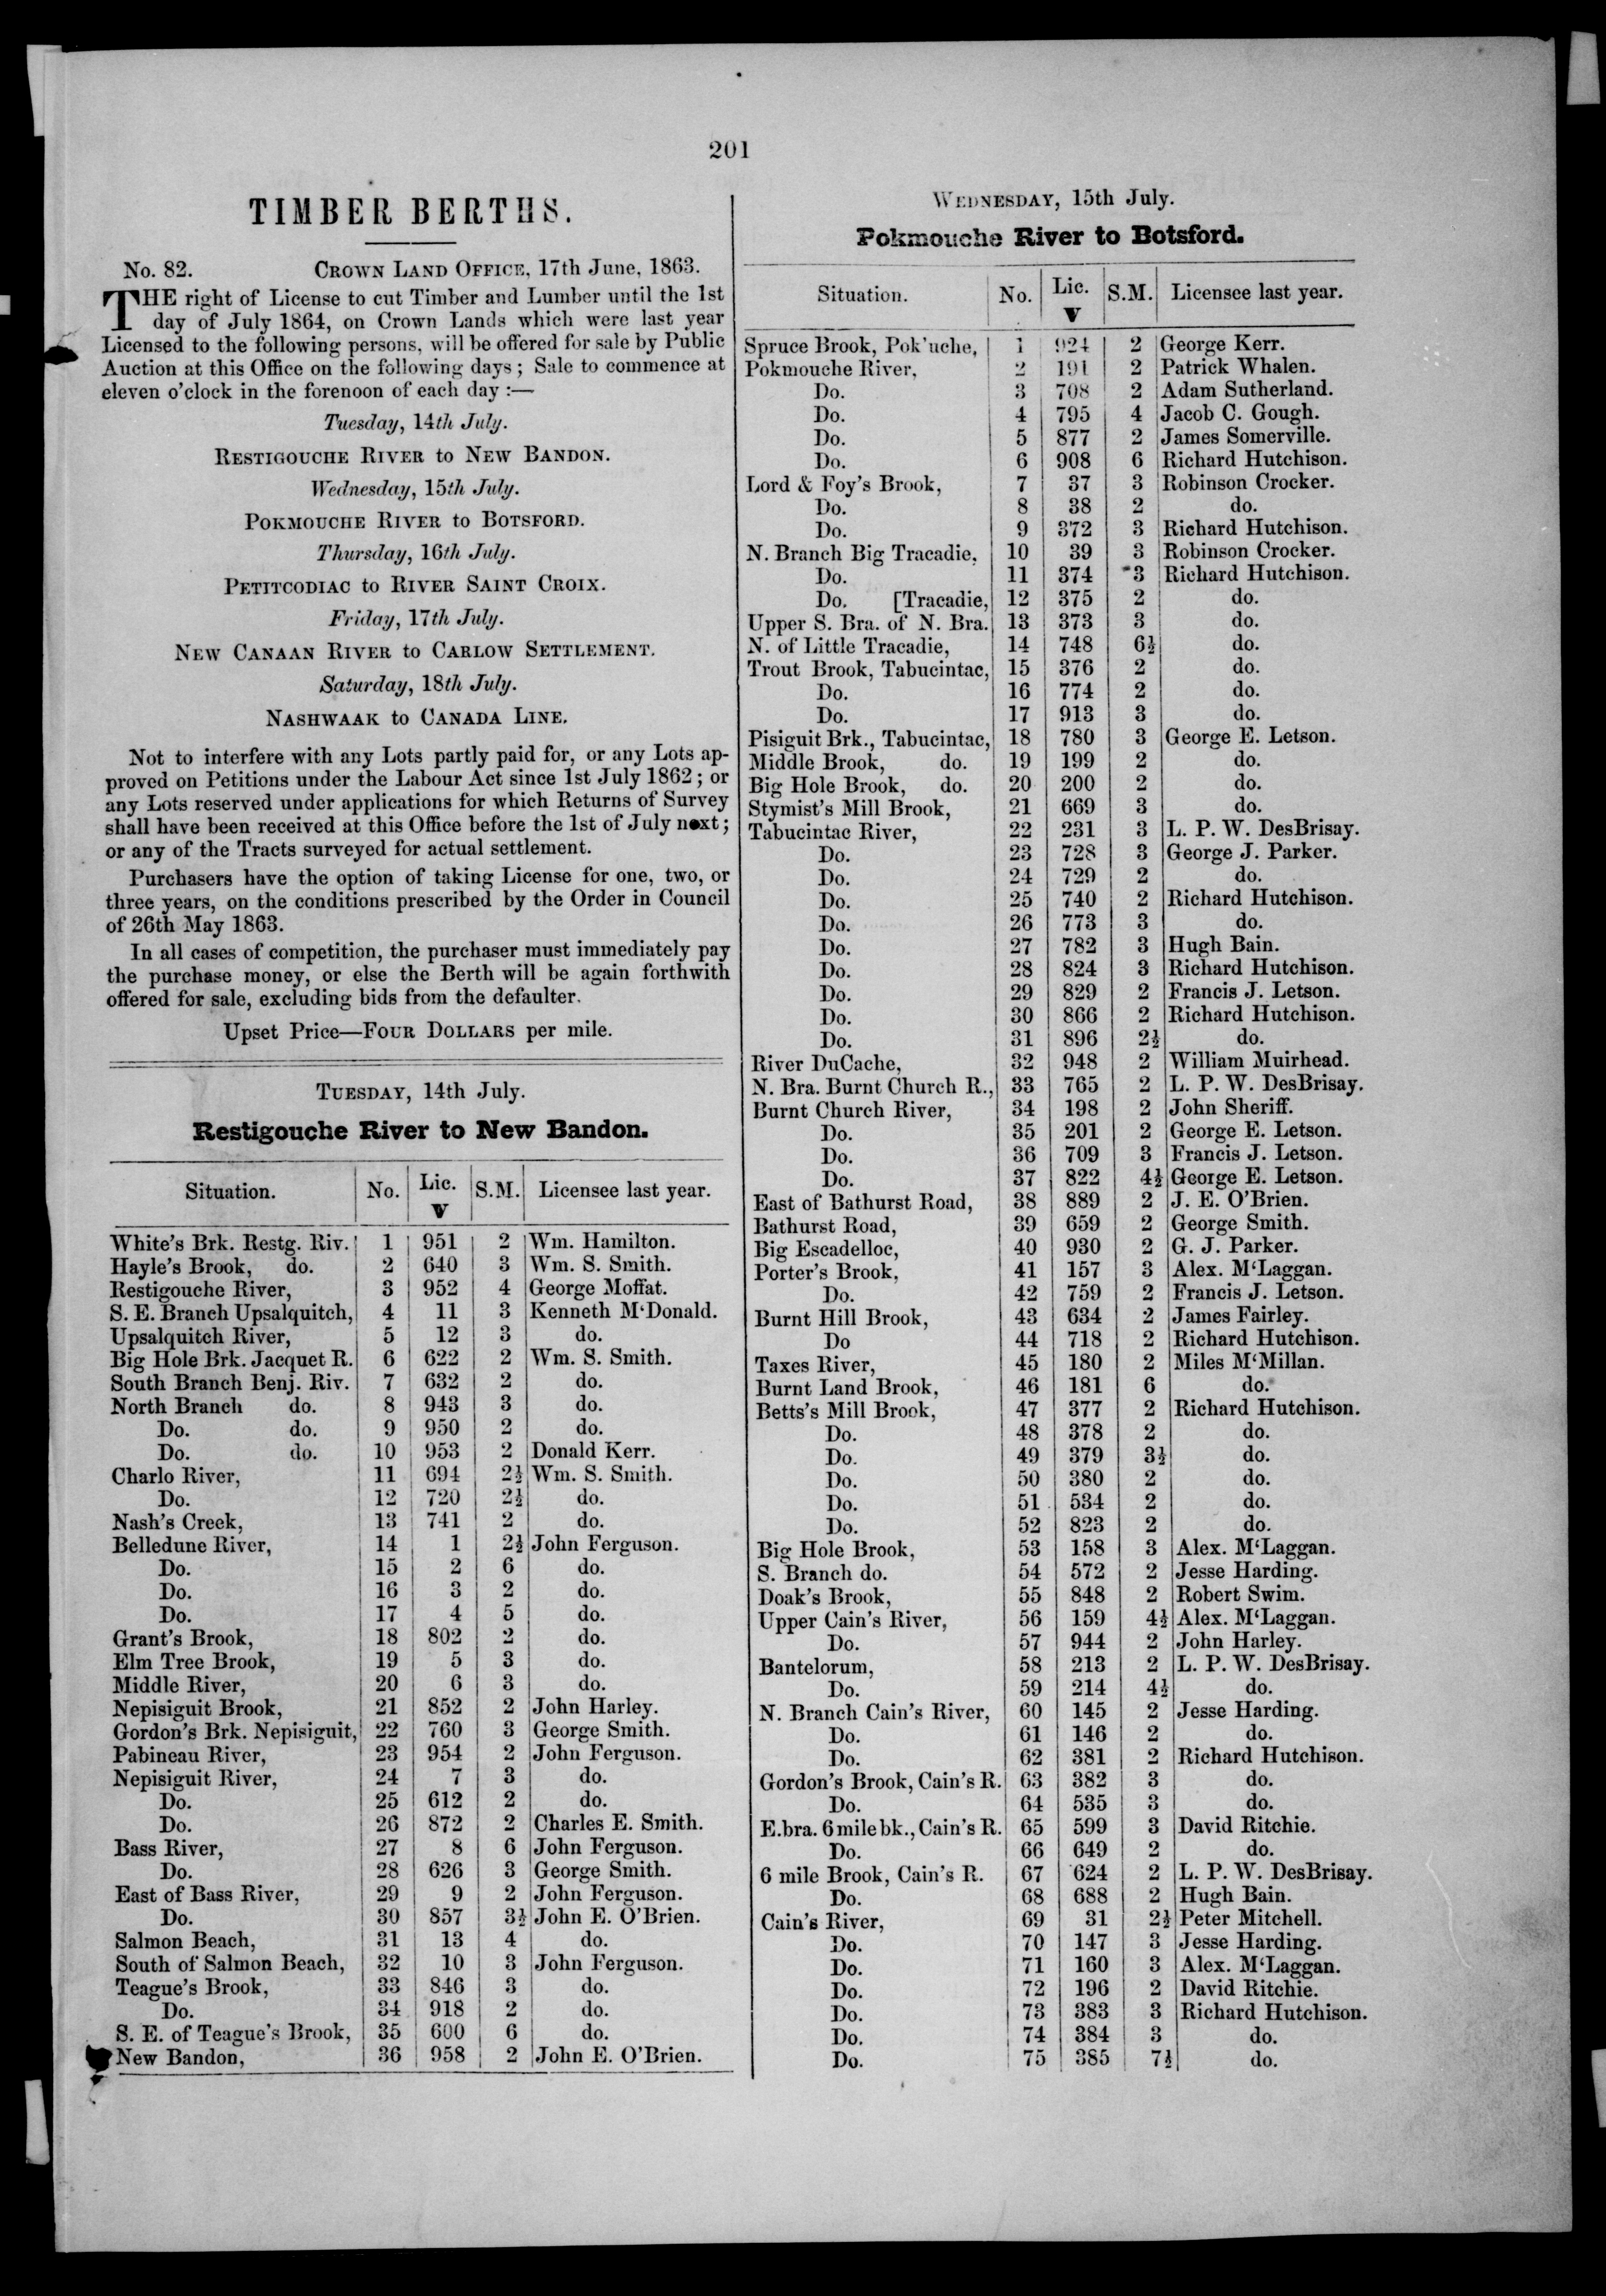 201
TIMBER BERTHS.
No. 82. CROWN LAND OFFICE, 17th June, 1863.
THE right of License to cut Timber and Lumber until the 1st
day of July 1864, on Crown Lands which were last year
Licensed to the following persons, will be offered for sale by Public
Auction at this Office on the following days; Sale to commence at
eleven o'clock in the forenoon of each day :—
Tuesday, 14th July.
RESTIGOUCHE RIVER to NEW BANDON.
Wednesday, 15th July.
POKMOUCHE RIVER to BOTSFORD.
Thursday, 16th July.
PETITCODIAC to RIVER SAINT CROIX.
Friday, 17th July.
NEW CANAAN RIVER to CARLOW SETTLEMENT.
Saturday, 18th July.
NASHWAAK to CANADA LINE.
Not to interfere with any Lots partly paid for, or any Lots ap-
proved on Petitions under the Labour Act since 1st July 1862; or
any Lots reserved under applications for which Returns of Survey
shall have been received at this Office before the 1st of July next;
or any of the Tracts surveyed for actual settlement.
Purchasers have the option of taking License for one, two, or
three years, on the conditions prescribed by the Order in Council
of 26th May 1863.
In all cases of competition, the purchaser must immediately pay
the purchase money, or else the Berth will be again forthwith
offered for sale, excluding bids from the defaulter.
Upset Price—FOUR DOLLARS per mile.
TUESDAY, 14th July.
Restigouche River to New Bandon.
Situation. No. Lic. V S.M. Licensee last year.
White's Brk. Restg. Riv. 1 951 2 Wm. Hamilton.
Hayle's Brook, do. 2 640 3 Wm. S. Smith.
Restigouche River, 3 952 4 George Moffat.
S. E. Branch Upsalquitch, 4 11 3 Kenneth M'Donald.
Upsalquitch River, 5 12 3 do.
Big Hole Brk. Jacquet R. 6 622 2 Wm. S. Smith.
South Branch Benj. Riv. 7 632 2 do.
North Branch do. 8 943 3 do.
Do. do. 9 950 2 do.
Do. do. 10 953 2 Donald Kerr.
Charlo River, 11 694 2½ Wm. S. Smith.
Do. 12 720 2½ do.
Nash's Creek, 13 741 2 do.
Belledune River, 14 1 2½ John Ferguson.
Do. 15 2 6 do.
Do. 16 3 2 do.
Do. 17 4 5 do.
Grant's Brook, 18 802 2 do.
Elm Tree Brook, 19 5 3 do.
Middle River, 20 6 3 do.
Nepisiguit Brook, 21 852 2 John Harley.
Gordon's Brk. Nepisiguit, 22 760 3 George Smith.
Pabineau River, 23 954 2 John Ferguson.
Nepisiguit River, 24 7 3 do.
Do. 25 612 2 do.
Do. 26 872 2 Charles E. Smith.
Bass River, 27 8 6 John Ferguson.
Do. 28 626 3 George Smith.
East of Bass River, 29 9 2 John Ferguson.
Do. 30 857 3½ John E. O'Brien.
Salmon Beach, 31 13 4 do.
South of Salmon Beach, 32 10 3 John Ferguson.
Teague's Brook, 33 846 3 do.
Do. 34 918 2 do.
S. E. of Teague's Brook, 35 600 6 do.
New Bandon, 36 958 2 John E. O'Brien.
WEDNESDAY, 15th July.
Pokmouche River to Botsford.
Situation. No. Lic. V S.M. Licensee last year.
Spruce Brook, Pok'uche, 1 924 2 George Kerr.
Pokmouche River, 2 191 2 Patrick Whalen.
Do. 3 708 2 Adam Sutherland.
Do. 4 795 4 Jacob C. Gough.
Do. 5 877 2 James Somerville.
Do. 6 908 6 Richard Hutchison.
Lord & Foy's Brook, 7 37 3 Robinson Crocker.
Do. 8 38 2 do.
Do. 9 372 3 Richard Hutchison.
N. Branch Big Tracadie, 10 39 3 Robinson Crocker.
Do. 11 374 3 Richard Hutchison.
Do. [Tracadie, 12 375 2 do.
Upper S. Bra. of N. Bra. 13 373 3 do.
N. of Little Tracadie, 14 748 6½ do.
Trout Brook, Tabucintac, 15 376 2 do.
Do. 16 774 2 do.
Do. 17 913 3 do.
Pisiguit Brk., Tabucintac, 18 780 3 George E. Letson.
Middle Brook, do. 19 199 2 do.
Big Hole Brook, do. 20 200 2 do.
Stymist's Mill Brook, 21 669 3 do.
Tabucintac River, 22 231 3 L. P. W. DesBrisay.
Do. 23 728 3 George J. Parker.
Do. 24 729 2 do.
Do. 25 740 2 Richard Hutchison.
Do. 26 773 3 do.
Do. 27 782 3 Hugh Bain.
Do. 28 824 3 Richard Hutchison.
Do. 29 829 2 Francis J. Letson.
Do. 30 866 2 Richard Hutchison.
Do. 31 896 2½ do.
River DuCache, 32 948 2 William Muirhead.
N. Bra. Burnt Church R., 33 765 2 L. P. W. DesBrisay.
Burnt Church River, 34 198 2 John Sheriff.
Do. 35 201 2 George E. Letson.
Do. 36 709 3 Francis J. Letson.
Do. 37 822 4½ George E. Letson.
East of Bathurst Road, 38 889 2 J. E. O'Brien.
Bathurst Road, 39 659 2 George Smith.
Big Escadelloc, 40 930 2 G. J. Parker.
Porter's Brook, 41 157 3 Alex. M'Laggan.
Do. 42 759 2 Francis J. Letson.
Burnt Hill Brook, 43 634 2 James Fairley.
Do 44 718 2 Richard Hutchison.
Taxes River, 45 180 2 Miles M'Millan.
Burnt Land Brook, 46 181 6 do.
Betts's Mill Brook, 47 377 2 Richard Hutchison.
Do. 48 378 2 do.
Do. 49 379 3½ do.
Do. 50 380 2 do.
Do. 51 534 2 do.
Do. 52 823 2 do.
Big Hole Brook, 53 158 3 Alex. M'Laggan.
S. Branch do. 54 572 2 Jesse Harding.
Doak's Brook, 55 848 2 Robert Swim.
Upper Cain's River, 56 159 4½ Alex. M'Laggan.
Do. 57 944 2 John Harley.
Bantelorum, 58 213 2 L. P. W. DesBrisay.
Do. 59 214 4½ do.
N. Branch Cain's River, 60 145 2 Jesse Harding.
Do. 61 146 2 do.
Do. 62 381 2 Richard Hutchison.
Gordon's Brook, Cain's R. 63 382 3 do.
Do. 64 535 3 do.
E.bra. 6 mile bk., Cain's R. 65 599 3 David Ritchie.
Do. 66 649 2 do.
6 mile Brook, Cain's R. 67 624 2 L. P. W. DesBrisay.
Do. 68 688 2 Hugh Bain.
Cain's River, 69 31 2½ Peter Mitchell.
Do. 70 147 3 Jesse Harding.
Do. 71 160 3 Alex. M'Laggan.
Do. 72 196 2 David Ritchie.
Do. 73 383 3 Richard Hutchison.
Do. 74 384 3 do.
Do. 75 385 7½ do.